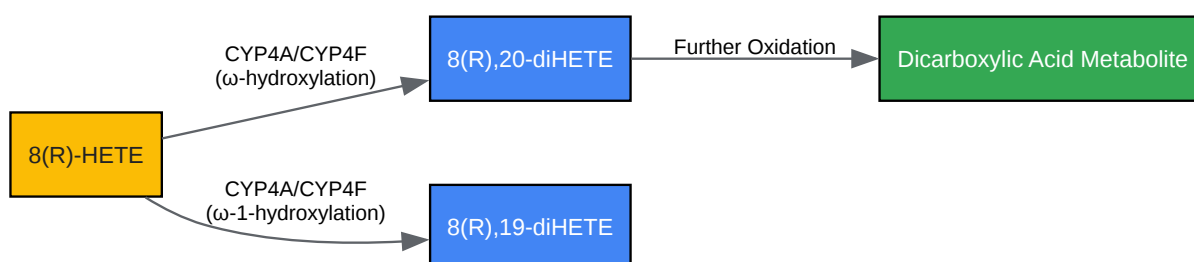 CYP4A/CYP4F
(ω-hydroxylation)
8(R),20-diHETE
Further Oxidation
Dicarboxylic Acid Metabolite
8(R)-HETE
CYP4A/CYP4F
(ω-1-hydroxylation)
8(R),19-diHETE